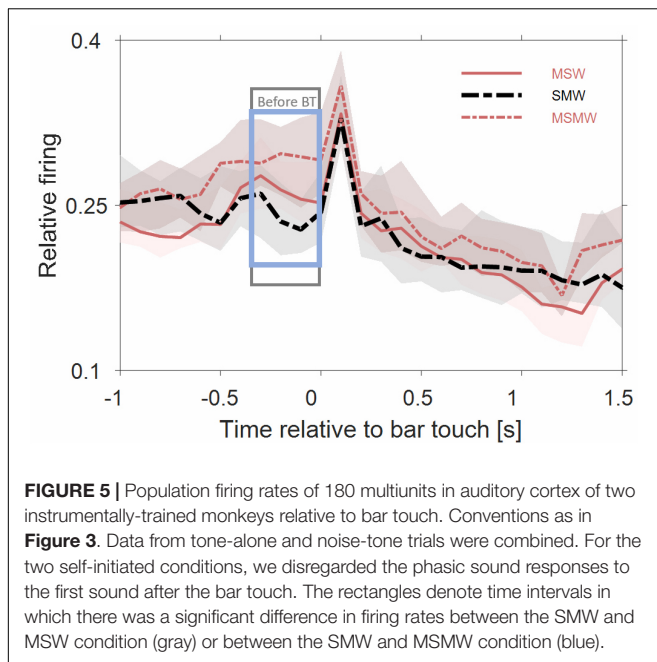 0.4
MSW
SMW
MSMW
Before BT
Relative firing
0.25
0.1
-1
-0.5
0
0.5
1
1.5
Time relative to bar touch [s]
FIGURE 5 | Population firing rates of 180 multiunits in auditory cortex of two
instrumentally-trained monkeys relative to bar touch. Conventions as in
Figure 3. Data from tone-alone and noise-tone trials were combined. For the
two self-initiated conditions, we disregarded the phasic sound responses to
the first sound after the bar touch. The rectangles denote time intervals in
which there was a significant difference in firing rates between the SMW and
MSW condition (gray) or between the SMW and MSMW condition (blue).